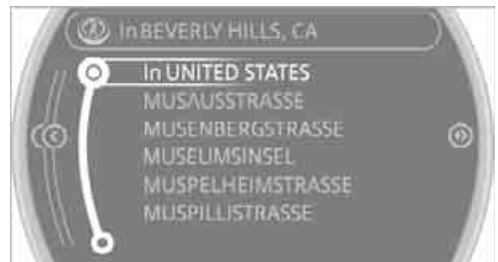 In BEVERLY HILLS, CA
In UNITED STATES
MUSAUSSTRASSE
MUSENBERGSTRASSE
MUSEUMSINSEL
MUSPELHEIMSTRASSE
MUSPILLISTRASSE